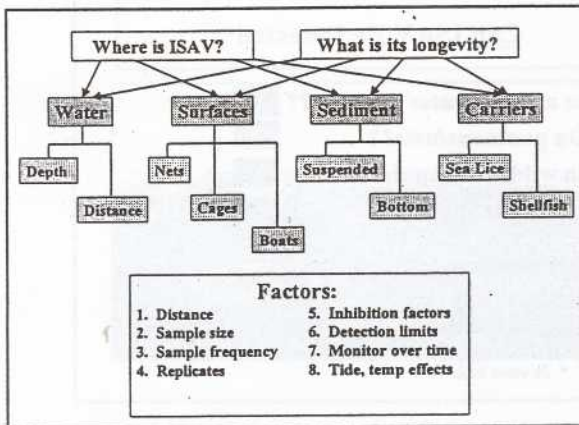 Where is ISAV? What is its longevity?
Water Surfaces Sediment Carriers
Depth Nets Suspended Sea Lice
Distance Cages Bottom Shellfish
Boats
Factors:
1. Distance
2. Sample size
3. Sample frequency
4. Replicates
5. Inhibition factors
6. Detection limits
7. Monitor over time
8. Tide, temp effects